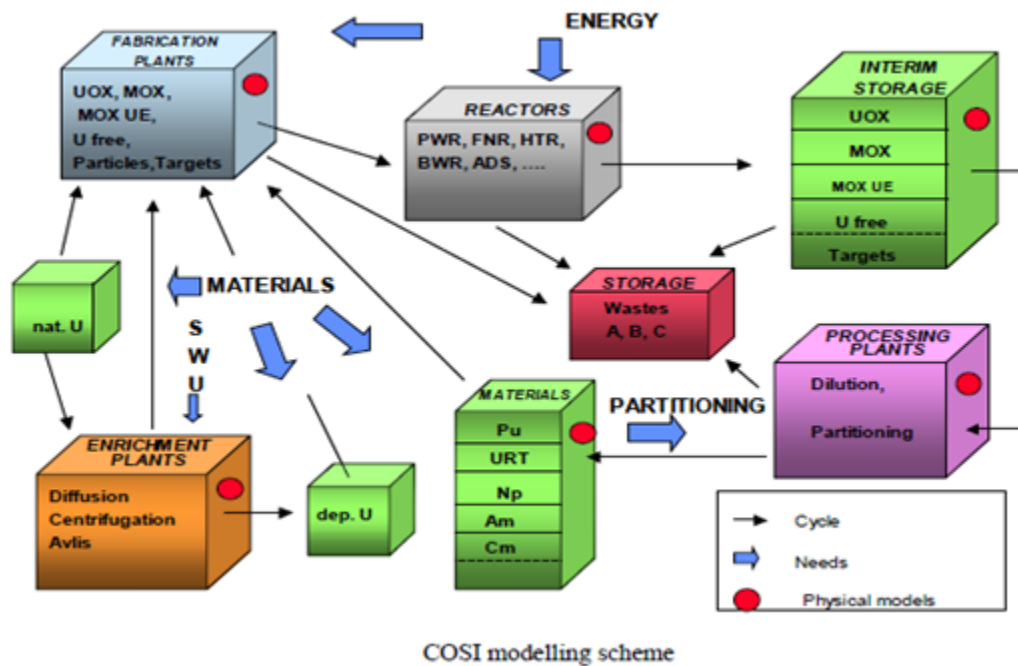 ENERGY
FABRICATION
PLANTS
UOX, MOX,
MOX UE,
U free,
Particles,Targets
REACTORS
PWR, FNR, HTR,
BWR, ADS, ....
INTERIM
STORAGE
UOX
MOX
MOX UE
U free
Targets
nat. U
MATERIALS
S
W
U
STORAGE
Wastes
A, B, C
PROCESSING
PLANTS
Dilution,
Partitioning
MATERIALS
Pu
URT
Np
Am
Cm
PARTITIONING
ENRICHMENT
PLANTS
Diffusion
Centrifugation
Avlis
dep. U
Cycle
Needs
Physical models
COSI modelling scheme